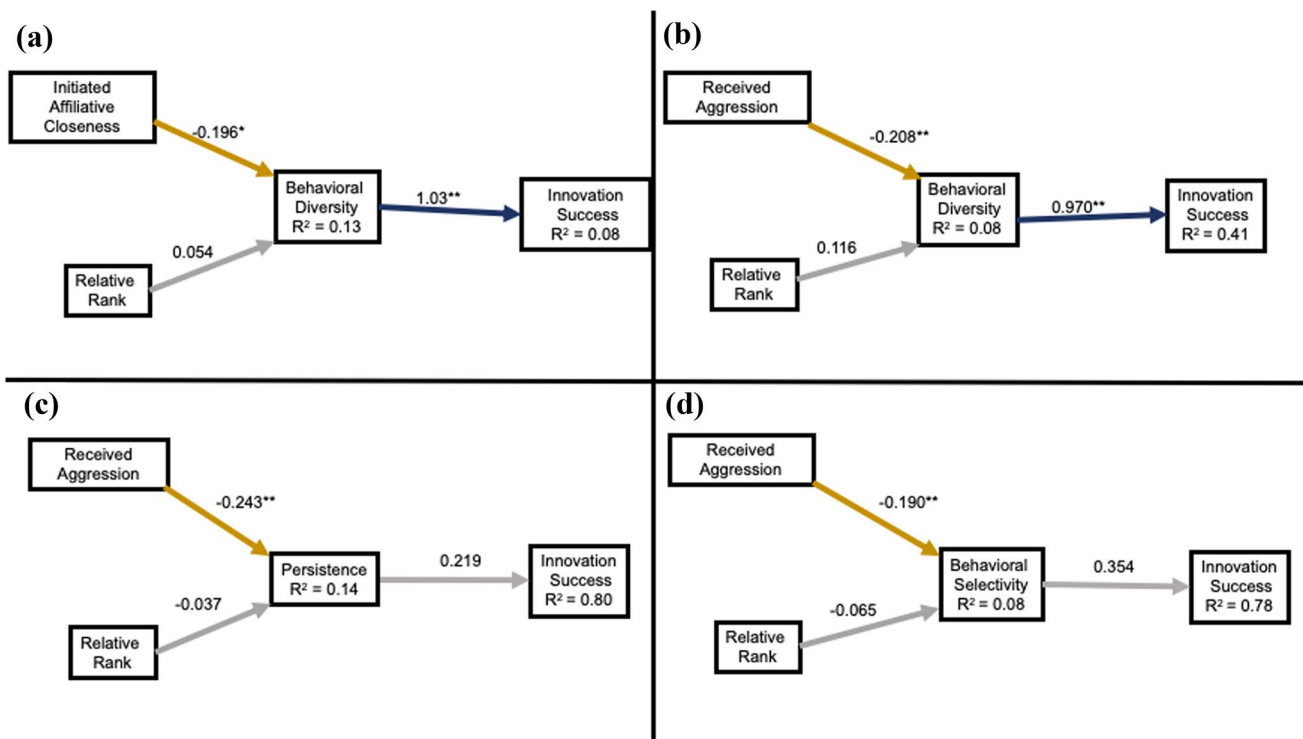 (a)
Initiated
Affiliative
Closeness
-0.196*
Behavioral
Diversity
R² = 0.13
1.03**
Innovation
Success
R² = 0.08
0.054
Relative
Rank
(b)
Received
Aggression
-0.208**
Behavioral
Diversity
R² = 0.08
0.970**
Innovation
Success
R² = 0.41
0.116
Relative
Rank
(c)
Received
Aggression
-0.243**
Persistence
R² = 0.14
0.219
Innovation
Success
R² = 0.80
-0.037
Relative
Rank
(d)
Received
Aggression
-0.190**
Behavioral
Selectivity
R² = 0.08
0.354
Innovation
Success
R² = 0.78
-0.065
Relative
Rank